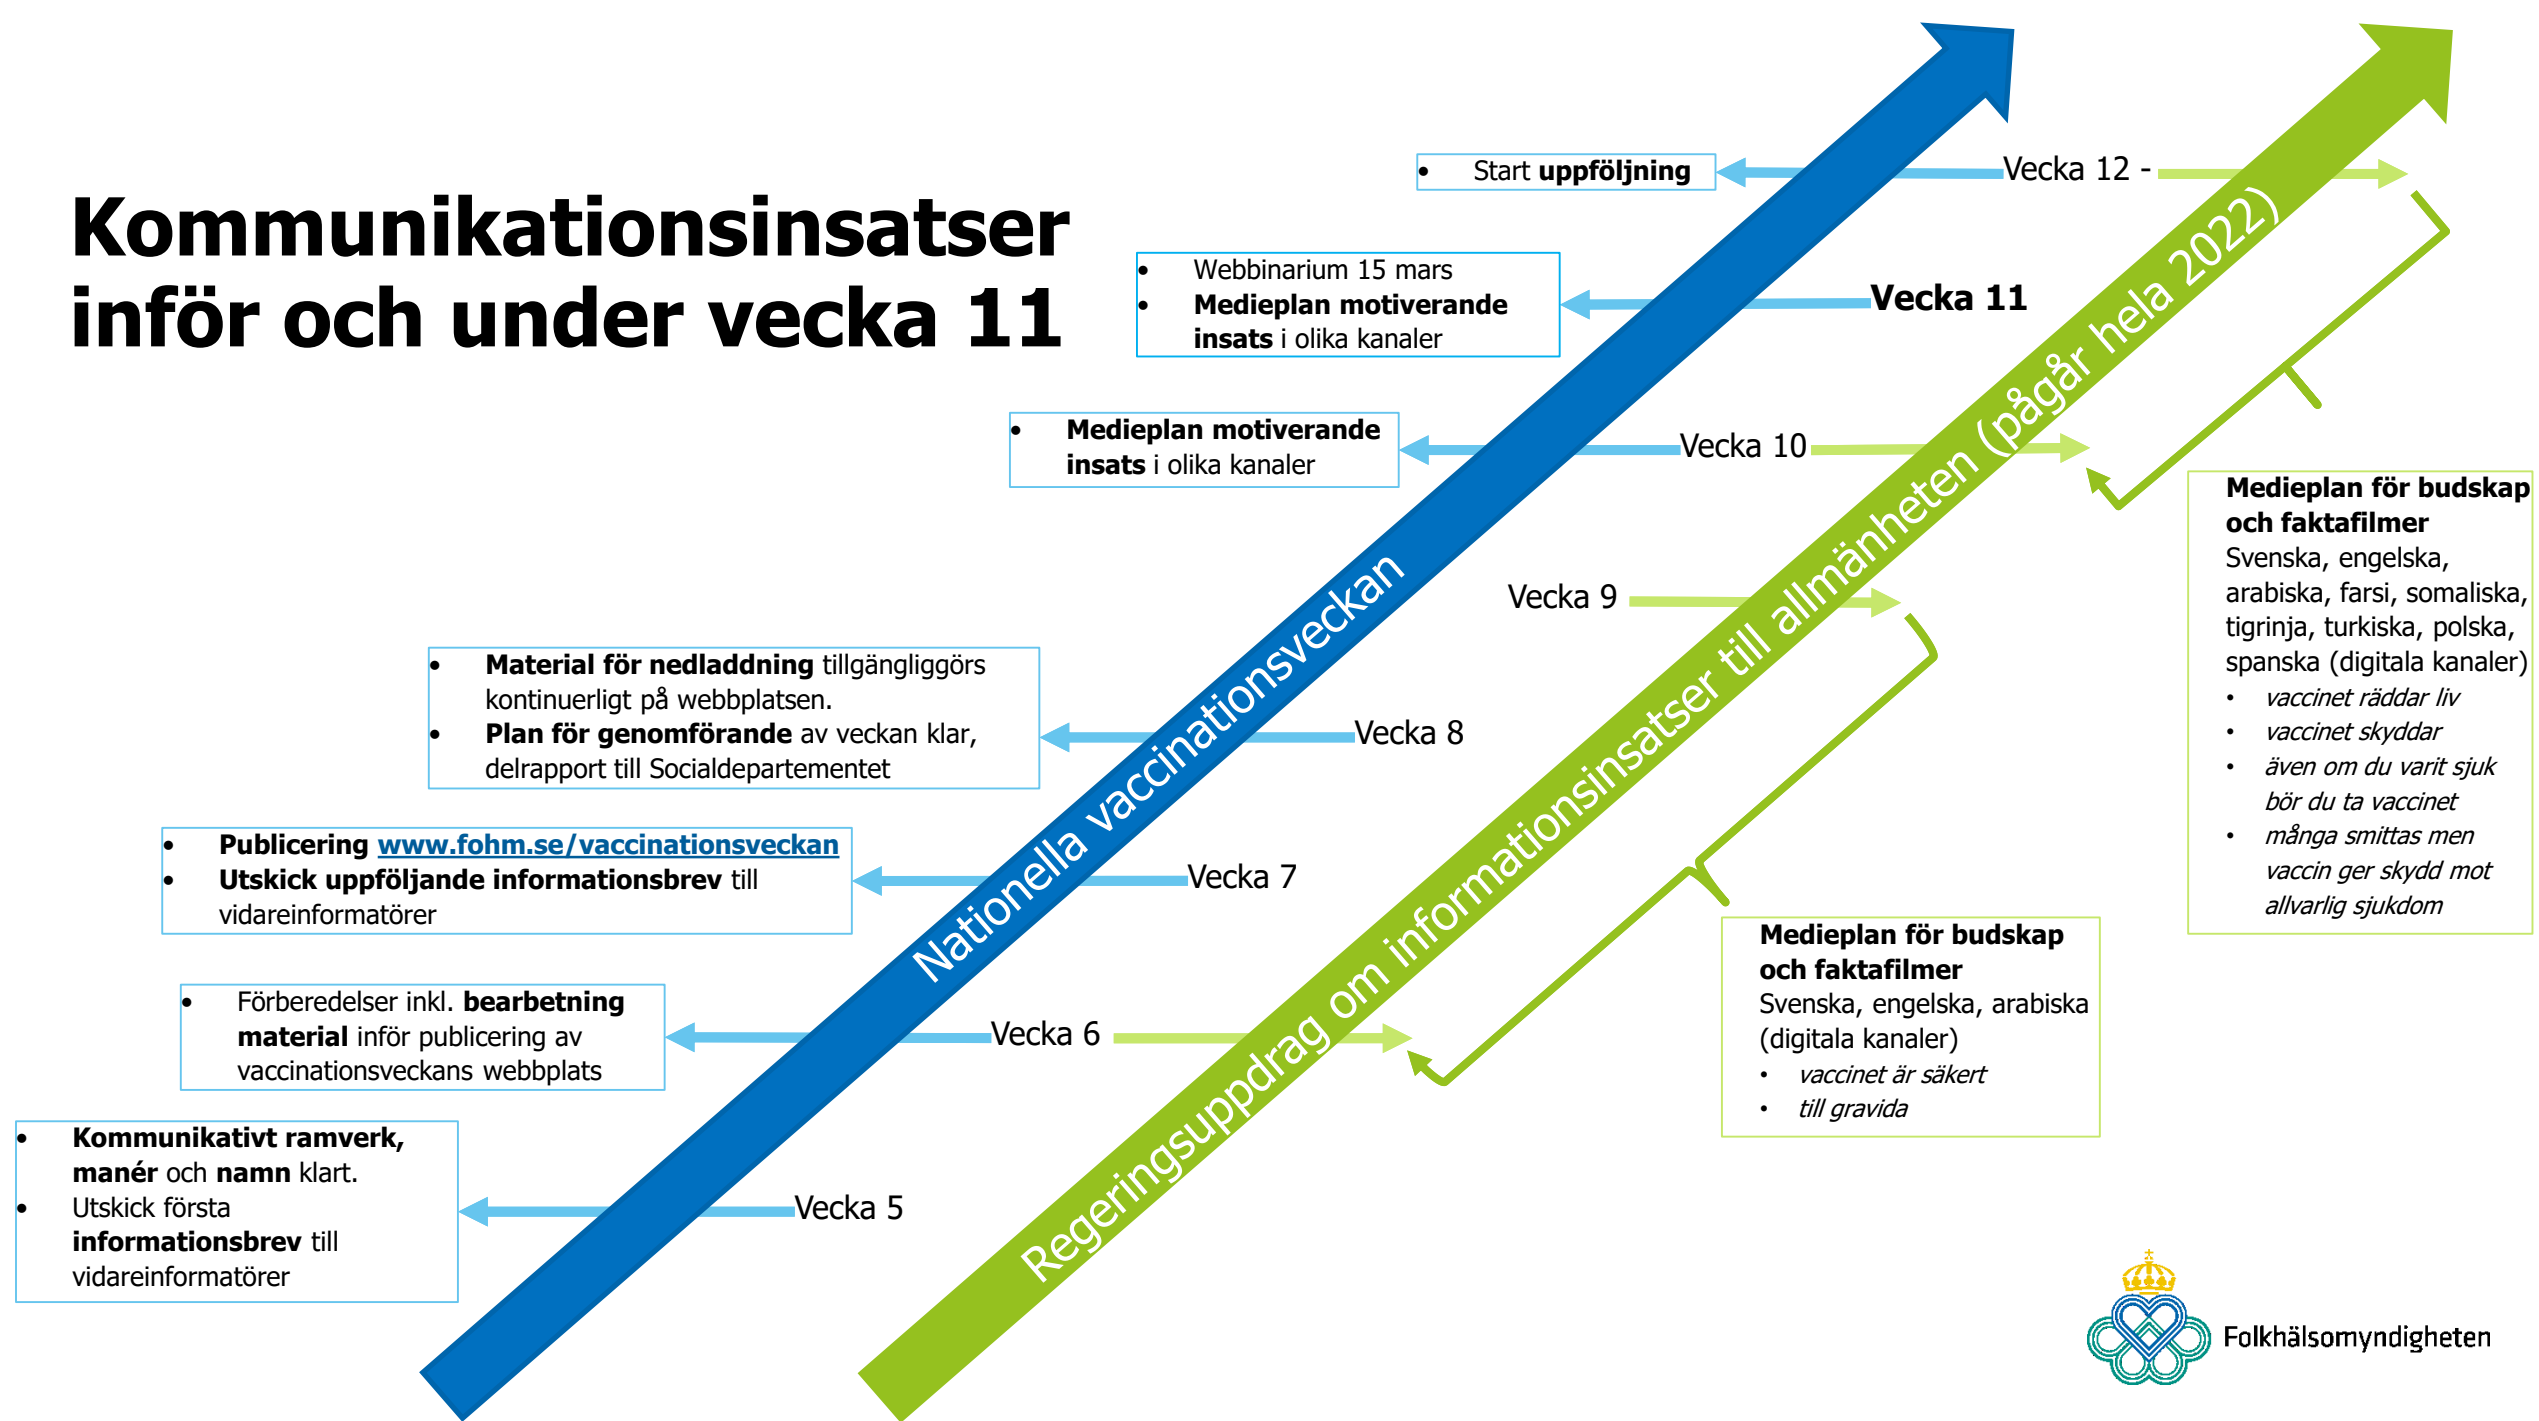 Kommunikationsinsatser
inför och under vecka 11
• Start uppföljning
Vecka 12 -
• Webbinarium 15 mars
• Medieplan motiverande
insats i olika kanaler
Vecka 11
• Medieplan motiverande
insats i olika kanaler
Vecka 10
Vecka 9
• Material för nedladdning tillgängliggörs
kontinuerligt på webbplatsen.
• Plan för genomförande av veckan klar,
delrapport till Socialdepartementet
Vecka 8
• Publicering www.fohm.se/vaccinationsveckan
• Utskick uppföljande informationsbrev till
vidareinformatörer
Vecka 7
• Förberedelser inkl. bearbetning
material inför publicering av
vaccinationsveckans webbplats
Vecka 6
• Kommunikativt ramverk,
manér och namn klart.
• Utskick första
informationsbrev till
vidareinformatörer
Vecka 5
Nationella vaccinationsveckan
Regeringsuppdrag om informationsinsatser till allmänheten (pågår hela 2022)
Medieplan för budskap
och faktafilmer
Svenska, engelska,
arabiska, farsi, somaliska,
tigrinja, turkiska, polska,
spanska (digitala kanaler)
• vaccinet räddar liv
• vaccinet skyddar
• även om du varit sjuk
bör du ta vaccinet
• många smittas men
vaccin ger skydd mot
allvarlig sjukdom
Medieplan för budskap
och faktafilmer
Svenska, engelska, arabiska
(digitala kanaler)
• vaccinet är säkert
• till gravida
Folkhälsomyndigheten